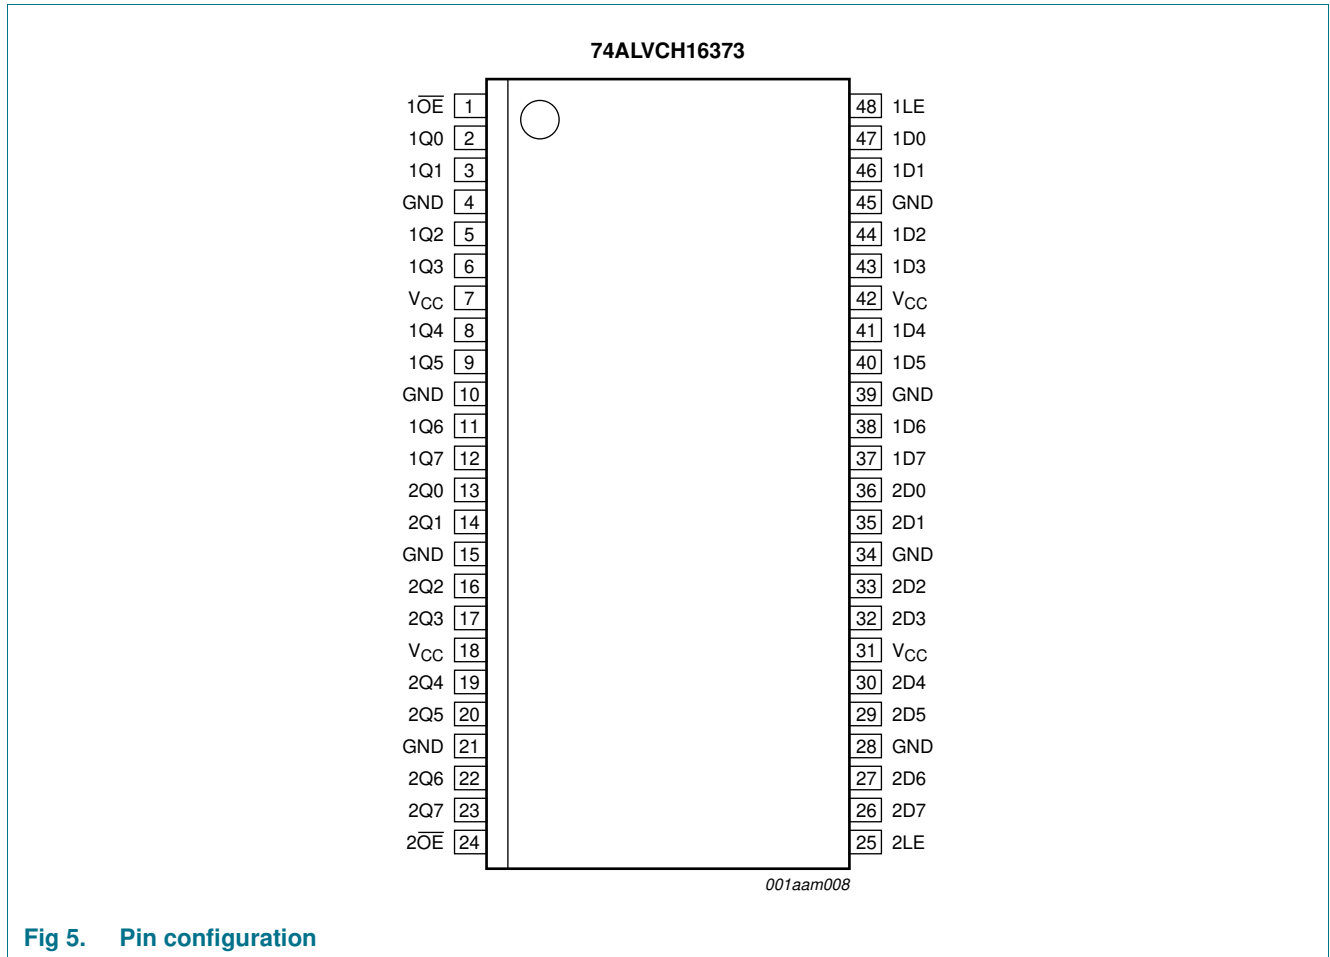 74ALVCH16373
1O̅E̅ 1 48 1LE
1Q0 2 47 1D0
1Q1 3 46 1D1
GND 4 45 GND
1Q2 5 44 1D2
1Q3 6 43 1D3
VCC 7 42 VCC
1Q4 8 41 1D4
1Q5 9 40 1D5
GND 10 39 GND
1Q6 11 38 1D6
1Q7 12 37 1D7
2Q0 13 36 2D0
2Q1 14 35 2D1
GND 15 34 GND
2Q2 16 33 2D2
2Q3 17 32 2D3
VCC 18 31 VCC
2Q4 19 30 2D4
2Q5 20 29 2D5
GND 21 28 GND
2Q6 22 27 2D6
2Q7 23 26 2D7
2O̅E̅ 24 25 2LE
001aam008
Fig 5. Pin configuration